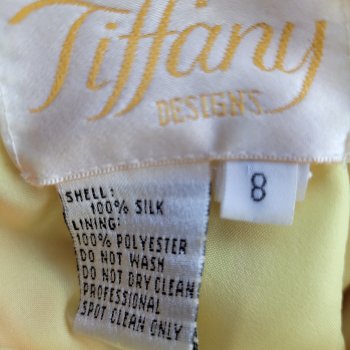 Tiffany
DESIGNS
8
SHELL:
100% SILK
LINING:
100% POLYESTER
DO NOT WASH
DO NOT DRY CLEAN
PROFESSIONAL
SPOT CLEAN ONLY